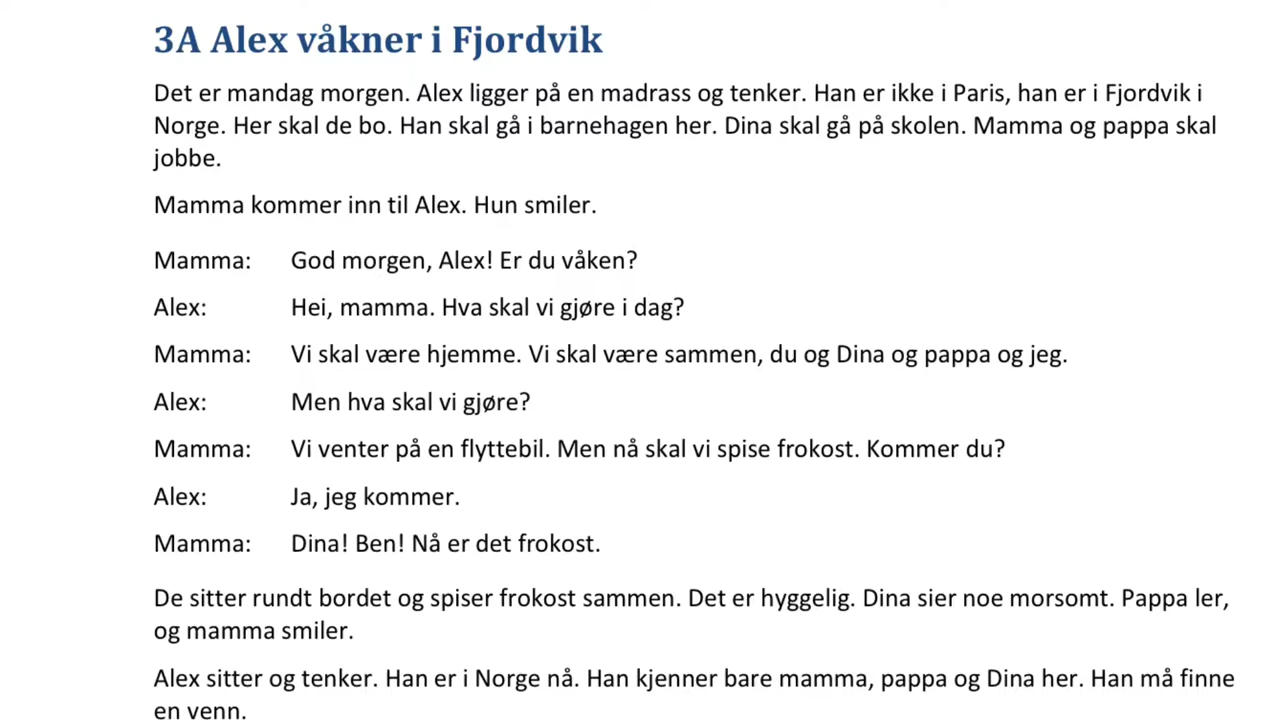 3A Alex våkner i Fjordvik
Det er mandag morgen. Alex ligger på en madrass og tenker. Han er ikke i Paris, han er i Fjordvik i
Norge. Her skal de bo. Han skal gå i barnehagen her. Dina skal gå på skolen. Mamma og pappa skal
jobbe.
Mamma kommer inn til Alex. Hun smiler.
Mamma: God morgen, Alex! Er du våken?
Alex: Hei, mamma. Hva skal vi gjøre i dag?
Mamma: Vi skal være hjemme. Vi skal være sammen, du og Dina og pappa og jeg.
Alex: Men hva skal vi gjøre?
Mamma: Vi venter på en flyttebil. Men nå skal vi spise frokost. Kommer du?
Alex: Ja, jeg kommer.
Mamma: Dina! Ben! Nå er det frokost.
De sitter rundt bordet og spiser frokost sammen. Det er hyggelig. Dina sier noe morsomt. Pappa ler,
og mamma smiler.
Alex sitter og tenker. Han er i Norge nå. Han kjenner bare mamma, pappa og Dina her. Han må finne
en venn.